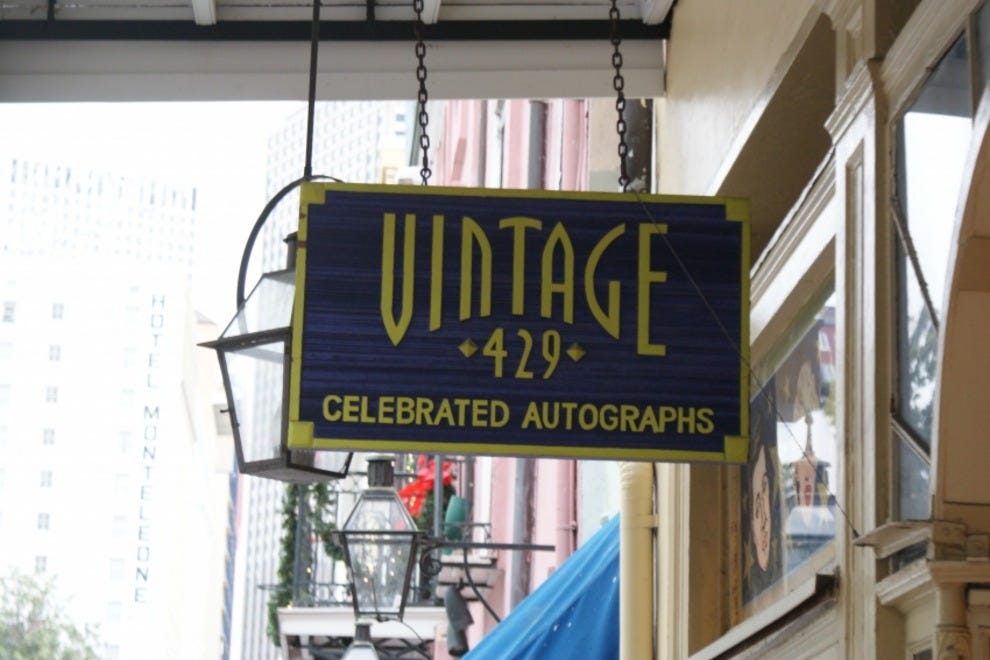 VINTAGE
429
CELEBRATED AUTOGRAPHS
HOTEL MONTELEONE